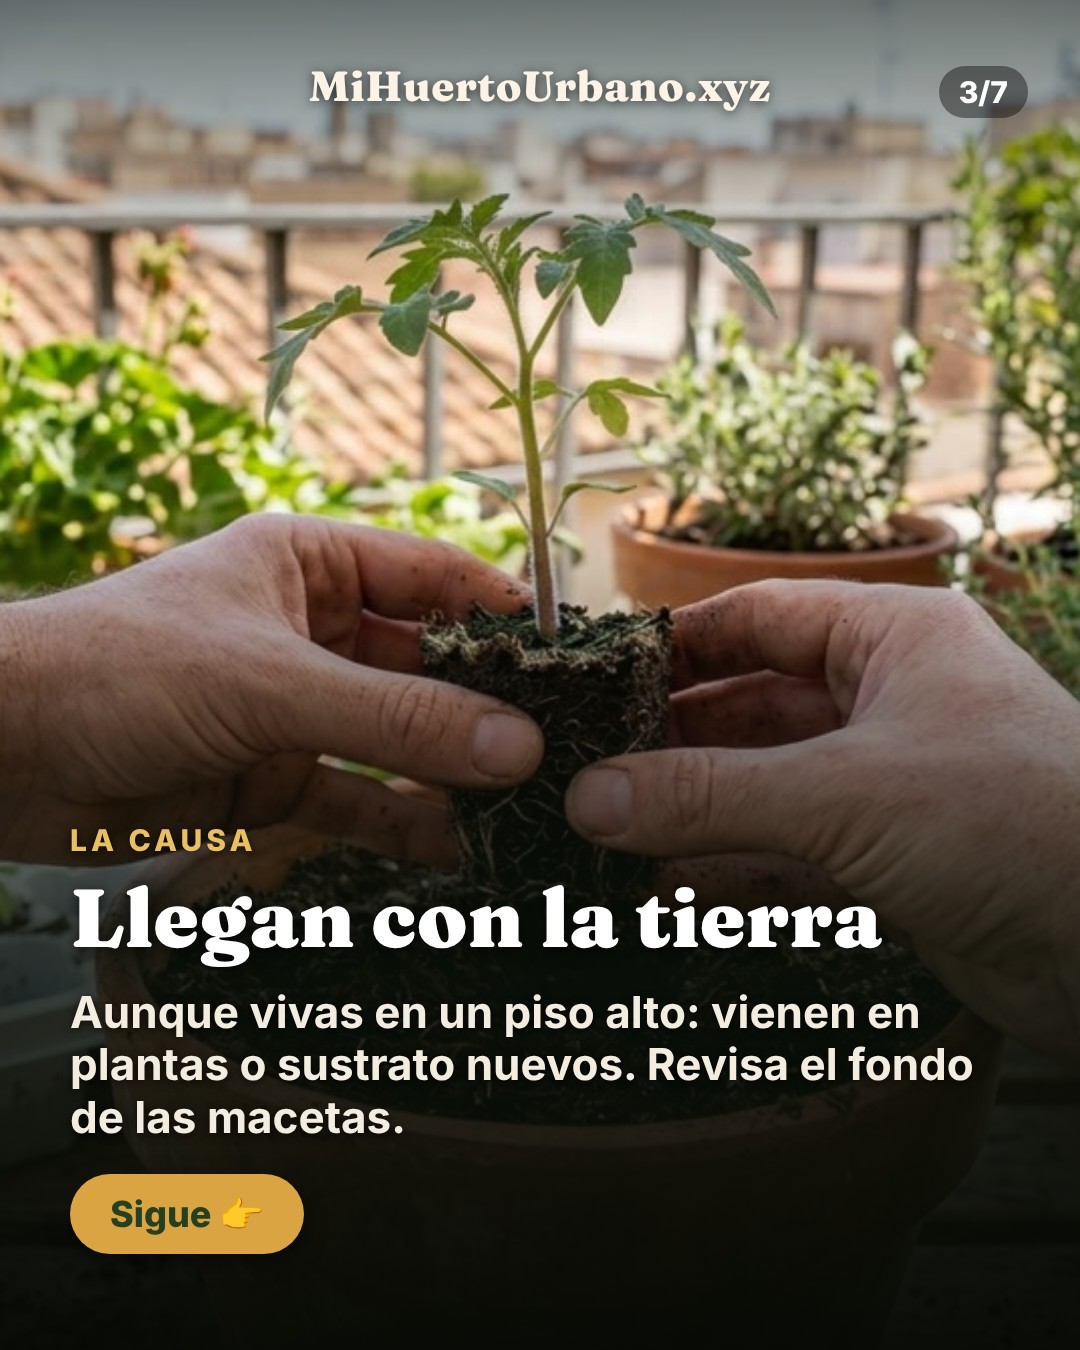 MiHuertoUrbano.xyz
3/7
LA CAUSA
Llegan con la tierra
Aunque vivas en un piso alto: vienen en
plantas o sustrato nuevos. Revisa el fondo
de las macetas.
Sigue 👉